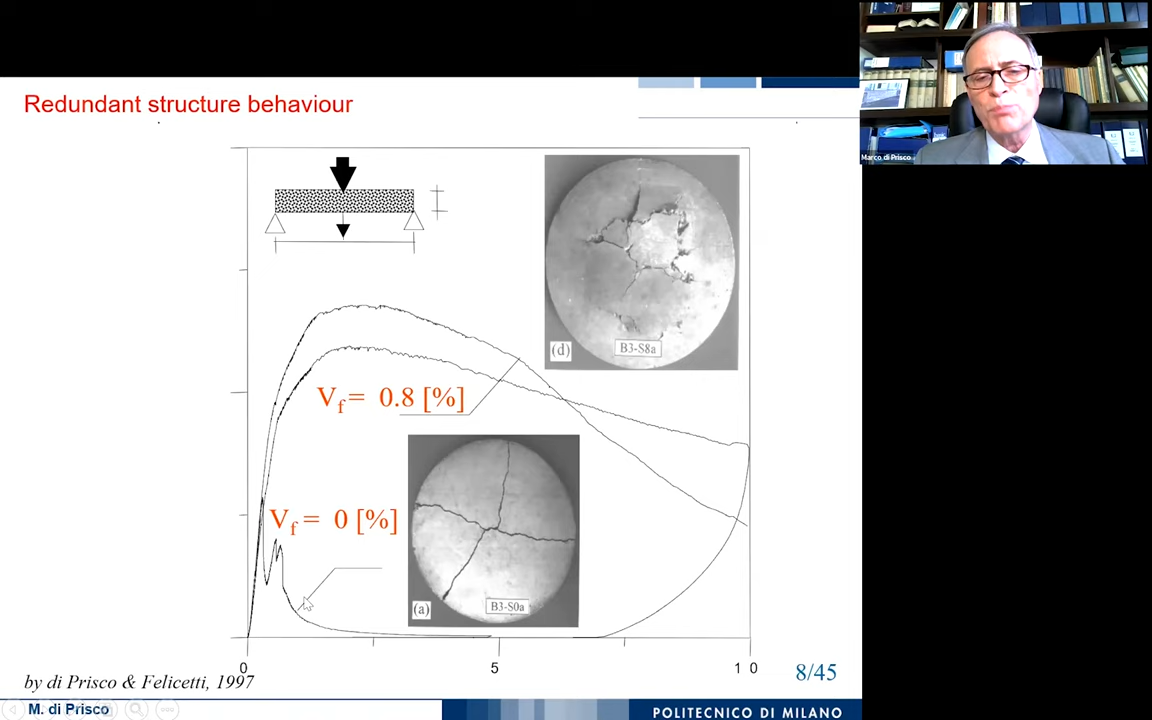 Redundant structure behaviour
Marco di Prisco
(d)
B3-S8a
Vf = 0.8 [%]
Vf = 0 [%]
(a)
B3-S0a
0
5
1 0
by di Prisco & Felicetti, 1997
8/45
M. di Prisco
POLITECNICO DI MILANO